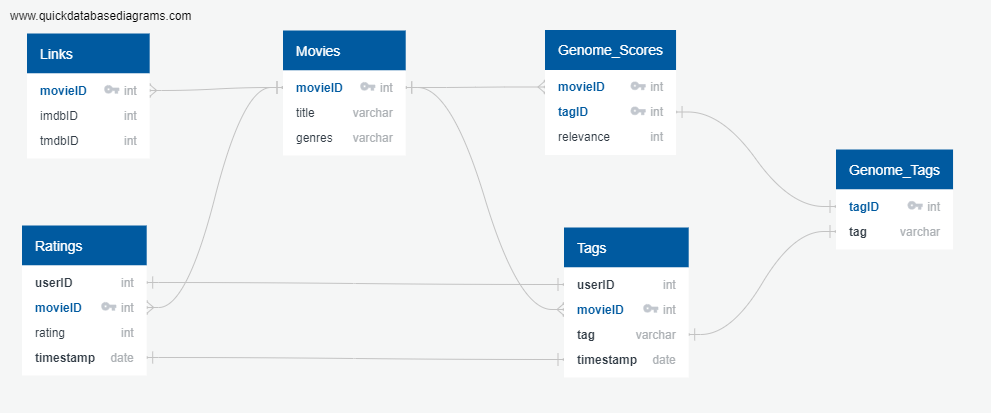 www.quickdatabasediagrams.com
Links
movieID int
imdbID int
tmdbID int
Movies
movieID int
title varchar
genres varchar
Genome_Scores
movieID int
tagID int
relevance int
Genome_Tags
tagID int
tag varchar
Ratings
userID int
movieID int
rating int
timestamp date
Tags
userID int
movieID int
tag varchar
timestamp date